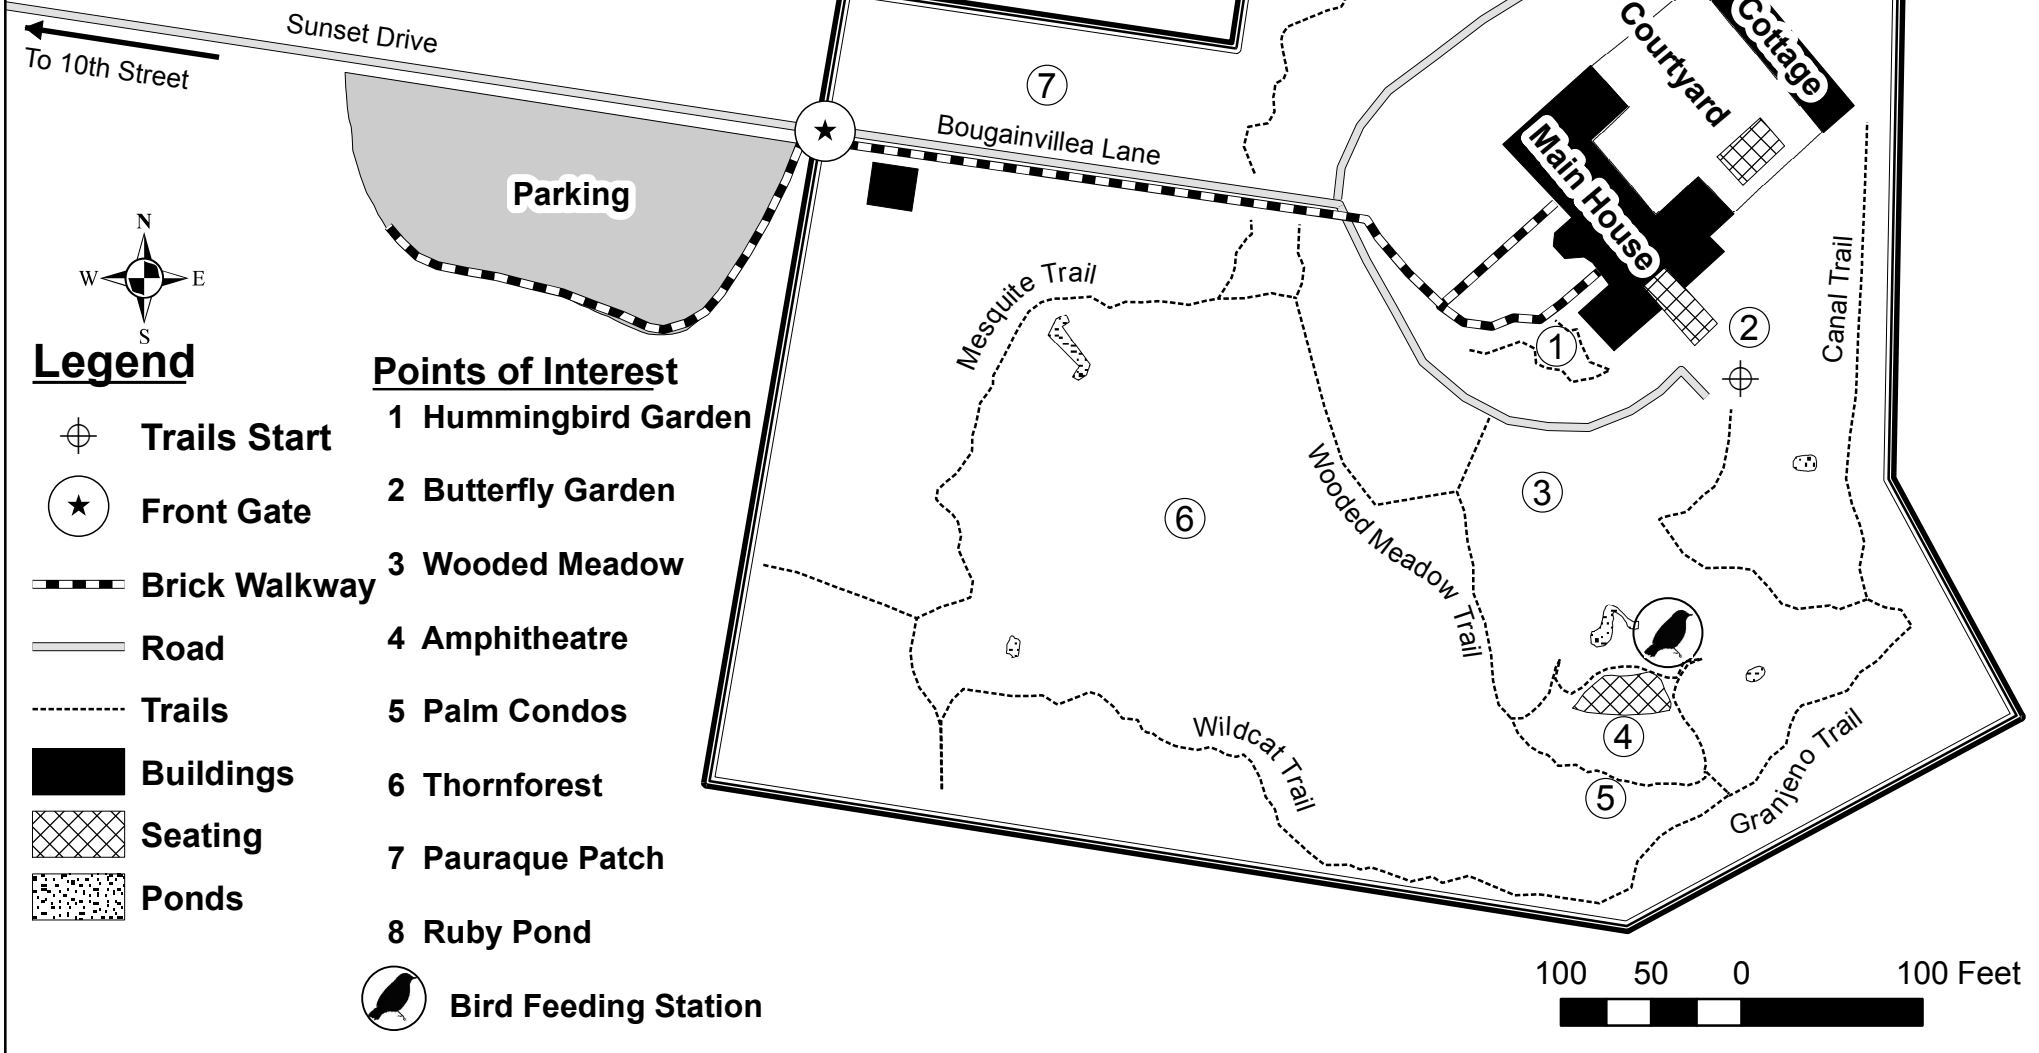 Sunset Drive
To 10th Street
Parking
7
Bougainvillea Lane
Courtyard
Cottage
Main House
N
W E
S
Mesquite Trail
1
2
Canal Trail
3
6
Wooded Meadow Trail
4
5
Wildcat Trail
Granjeno Trail
Legend
Trails Start
Front Gate
Brick Walkway
Road
Trails
Buildings
Seating
Ponds
Points of Interest
1 Hummingbird Garden
2 Butterfly Garden
3 Wooded Meadow
4 Amphitheatre
5 Palm Condos
6 Thornforest
7 Pauraque Patch
8 Ruby Pond
Bird Feeding Station
100 50 0 100 Feet